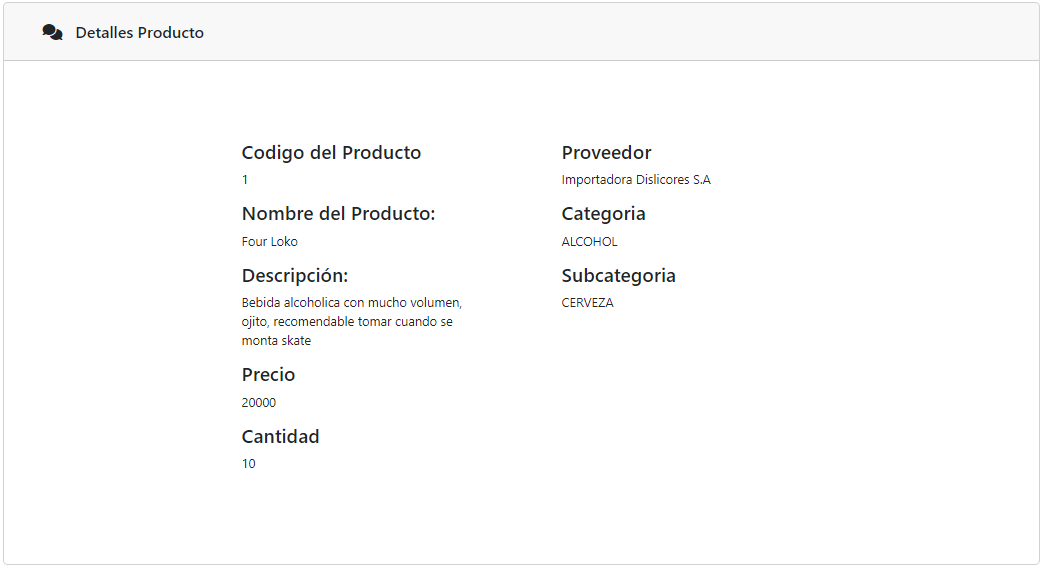 Detalles Producto
Codigo del Producto
1
Nombre del Producto:
Four Loko
Descripción:
Bebida alcoholica con mucho volumen,
ojito, recomendable tomar cuando se
monta skate
Precio
20000
Cantidad
10
Proveedor
Importadora Dislicores S.A
Categoria
ALCOHOL
Subcategoria
CERVEZA